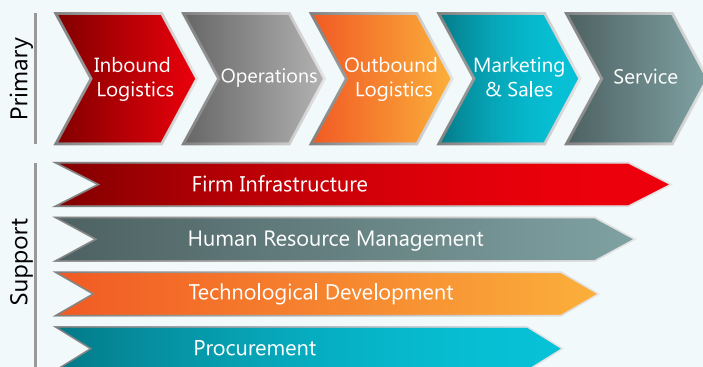 Primary
Inbound
Logistics
Operations
Outbound
Logistics
Marketing
& Sales
Service
Support
Firm Infrastructure
Human Resource Management
Technological Development
Procurement